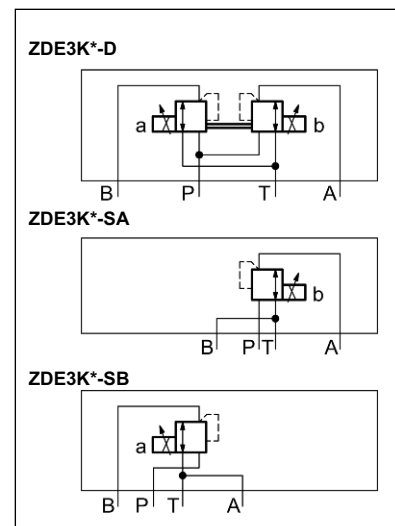 ZDE3K*-D
a b
B P T A
ZDE3K*-SA
b
B P T A
ZDE3K*-SB
a
B P T A